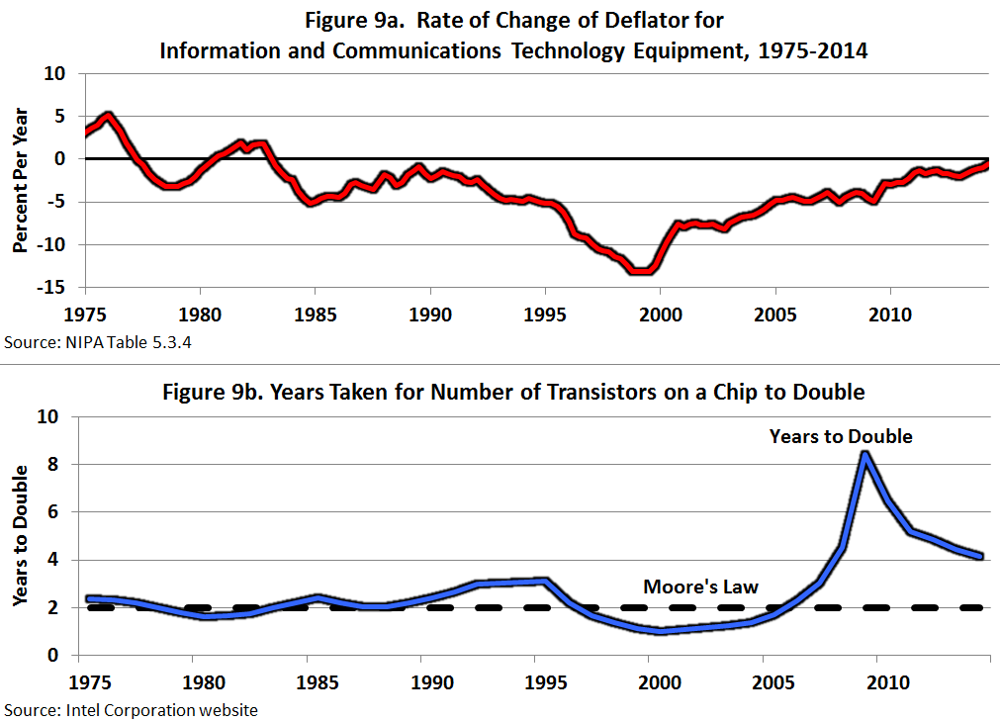 Figure 9a. Rate of Change of Deflator for
Information and Communications Technology Equipment, 1975-2014
10
5
0
-5
-10
-15
Percent Per Year
1975 1980 1985 1990 1995 2000 2005 2010
Source: NIPA Table 5.3.4
Figure 9b. Years Taken for Number of Transistors on a Chip to Double
10
8
6
4
2
0
Years to Double
Years to Double
Moore's Law
1975 1980 1985 1990 1995 2000 2005 2010
Source: Intel Corporation website